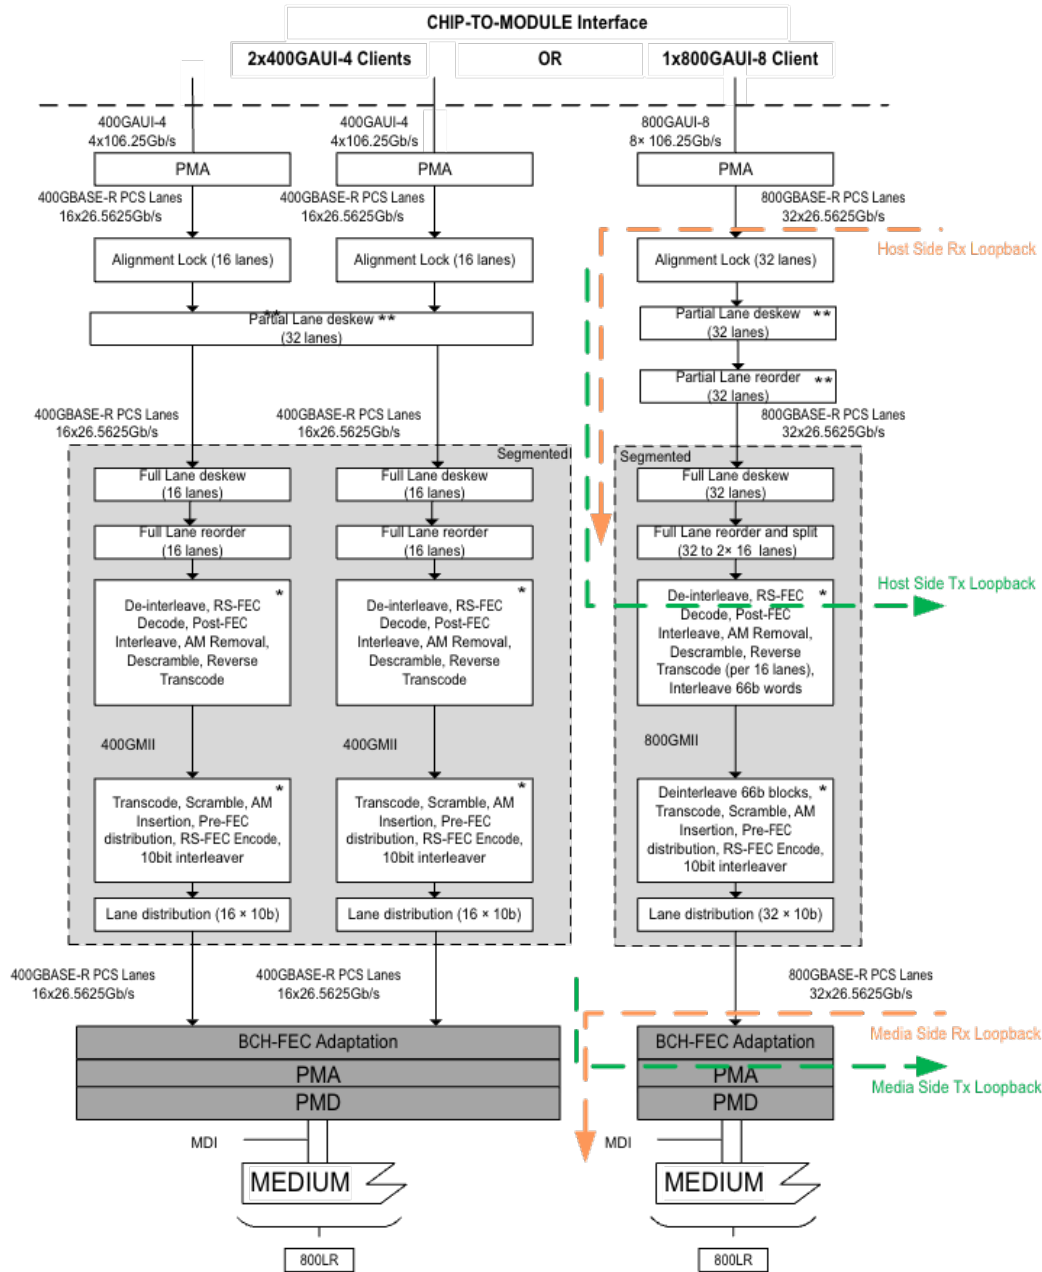 CHIP-TO-MODULE Interface
2x400GAUI-4 Clients
OR
1x800GAUI-8 Client
400GAUI-4
4x106.25Gb/s
400GAUI-4
4x106.25Gb/s
800GAUI-8
8× 106.25Gb/s
PMA
PMA
PMA
400GBASE-R PCS Lanes
16x26.5625Gb/s
400GBASE-R PCS Lanes
16x26.5625Gb/s
800GBASE-R PCS Lanes
32x26.5625Gb/s
Host Side Rx Loopback
Alignment Lock (16 lanes)
Alignment Lock (16 lanes)
Alignment Lock (32 lanes)
**
Partial Lane deskew **
(32 lanes)
Partial Lane deskew **
(32 lanes)
Partial Lane reorder **
(32 lanes)
400GBASE-R PCS Lanes
16x26.5625Gb/s
400GBASE-R PCS Lanes
16x26.5625Gb/s
800GBASE-R PCS Lanes
32x26.5625Gb/s
Segmented
Segmented
Full Lane deskew
(16 lanes)
Full Lane deskew
(16 lanes)
Full Lane deskew
(32 lanes)
Full Lane reorder
(16 lanes)
Full Lane reorder
(16 lanes)
Full Lane reorder and split
(32 to 2× 16 lanes)
*
De-interleave, RS-FEC
Decode, Post-FEC
Interleave, AM Removal,
Descramble, Reverse
Transcode
*
De-interleave, RS-FEC
Decode, Post-FEC
Interleave, AM Removal,
Descramble, Reverse
Transcode
De-interleave, RS-FEC *
Decode, Post-FEC
Interleave, AM Removal,
Descramble, Reverse
Transcode (per 16 lanes),
Interleave 66b words
Host Side Tx Loopback
400GMII
400GMII
800GMII
*
Transcode, Scramble, AM
Insertion, Pre-FEC
distribution, RS-FEC Encode,
10bit interleaver
*
Transcode, Scramble, AM
Insertion, Pre-FEC
distribution, RS-FEC Encode,
10bit interleaver
Deinterleave 66b blocks, *
Transcode, Scramble, AM
Insertion, Pre-FEC
distribution, RS-FEC Encode,
10bit interleaver
Lane distribution (16 × 10b)
Lane distribution (16 × 10b)
Lane distribution (32 × 10b)
400GBASE-R PCS Lanes
16x26.5625Gb/s
400GBASE-R PCS Lanes
16x26.5625Gb/s
800GBASE-R PCS Lanes
32x26.5625Gb/s
BCH-FEC Adaptation
PMA
PMD
BCH-FEC Adaptation
PMA
PMD
Media Side Rx Loopback
Media Side Tx Loopback
MDI
MDI
MEDIUM
MEDIUM
800LR
800LR